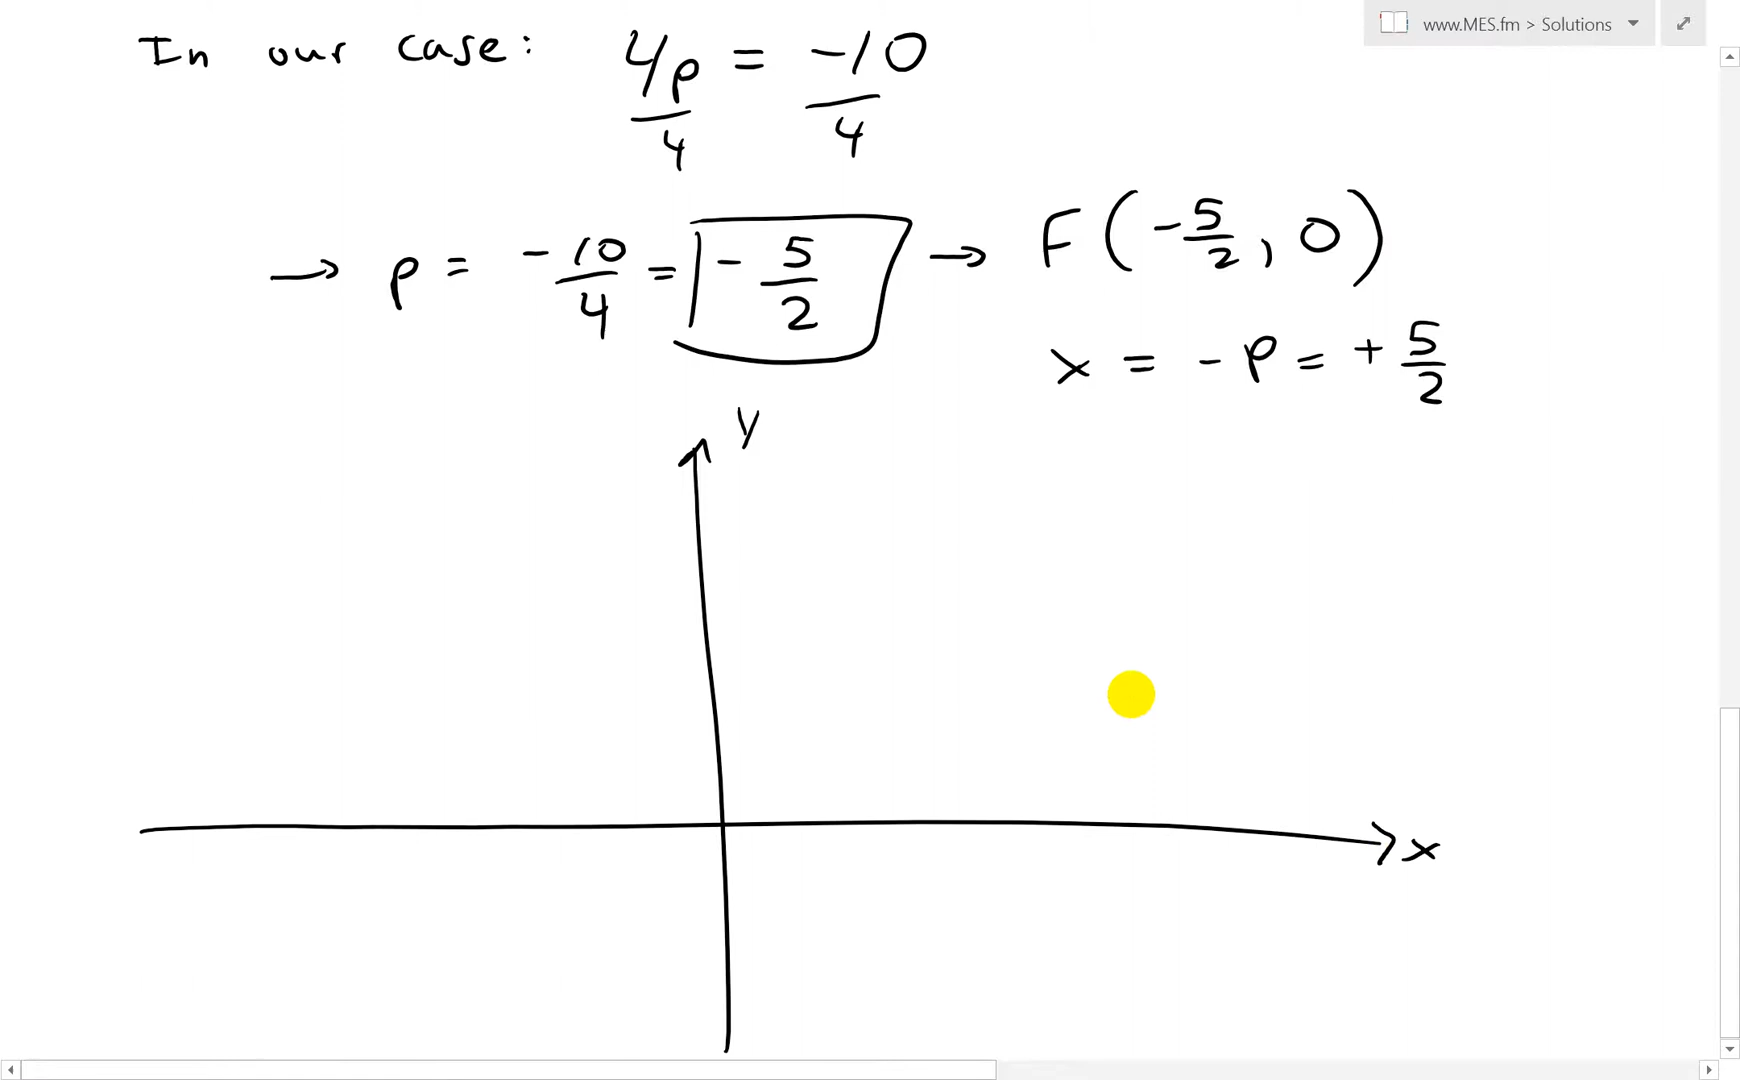 www.MES.fm > Solutions
In our case: 4p/4 = -10/4
→ p = -10/4 = -5/2 → F(-5/2, 0)
x = -p = +5/2
y
x